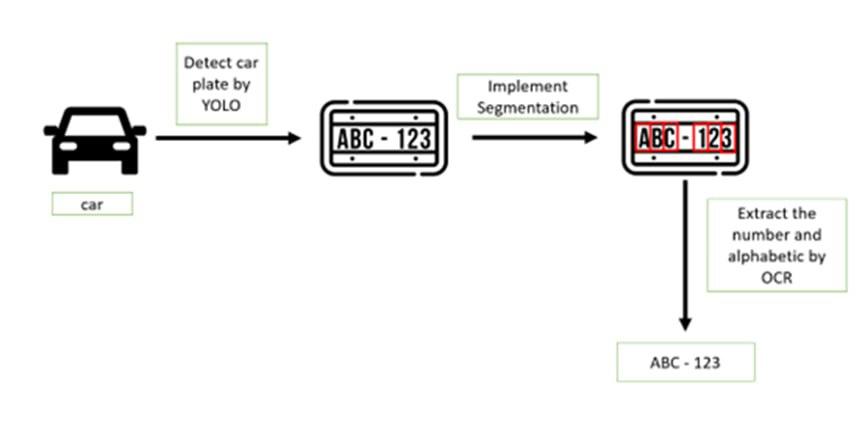 Detect car
plate by
YOLO
Implement
Segmentation
ABC - 123
ABC - 123
car
Extract the
number and
alphabetic by
OCR
ABC - 123